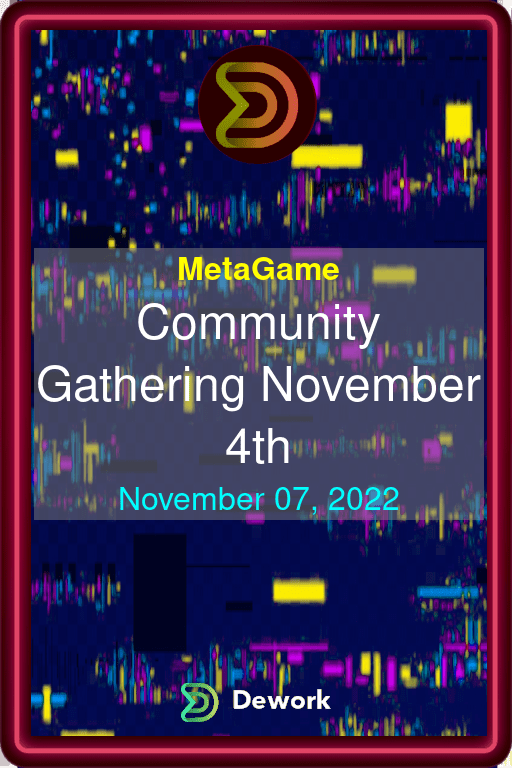 MetaGame
Community
Gathering November
4th
November 07, 2022
Dework